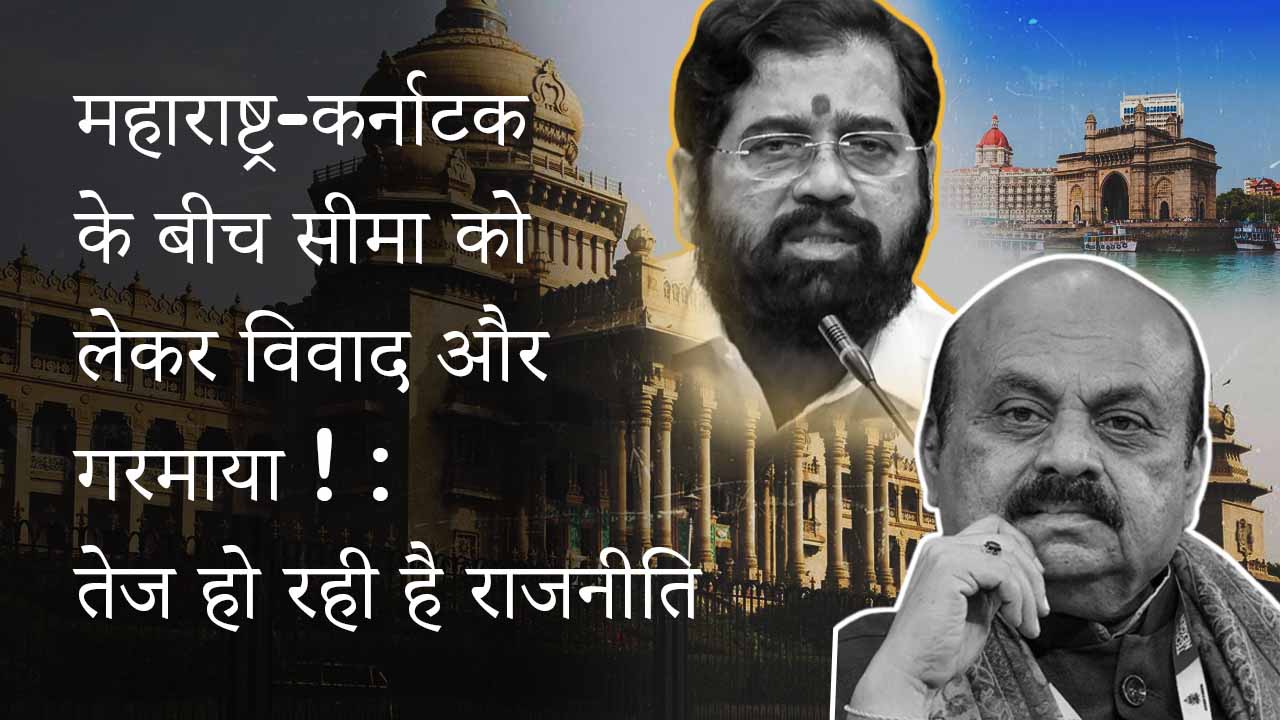 महाराष्ट्र-कर्नाटक
के बीच सीमा को
लेकर विवाद और
गरमाया ! :
तेज हो रही है राजनीति